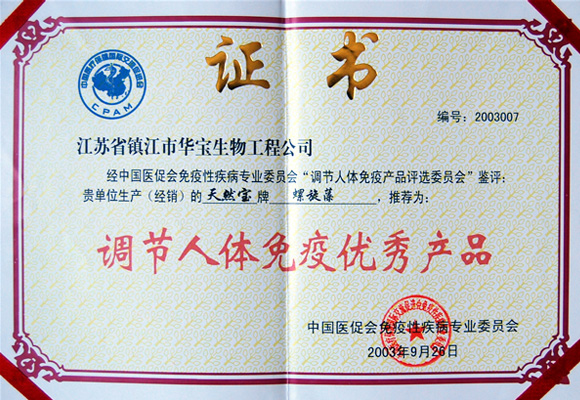 证书
CPAM
编号：2003007
江苏省镇江市华宝生物工程公司
经中国医促会免疫性疾病专业委员会“调节人体免疫产品评选委员会”鉴评：
贵单位生产（经销）的天然宝牌 螺旋藻 ，推荐为：
调节人体免疫优秀产品
中国医促会免疫性疾病专业委员会
2003年9月26日